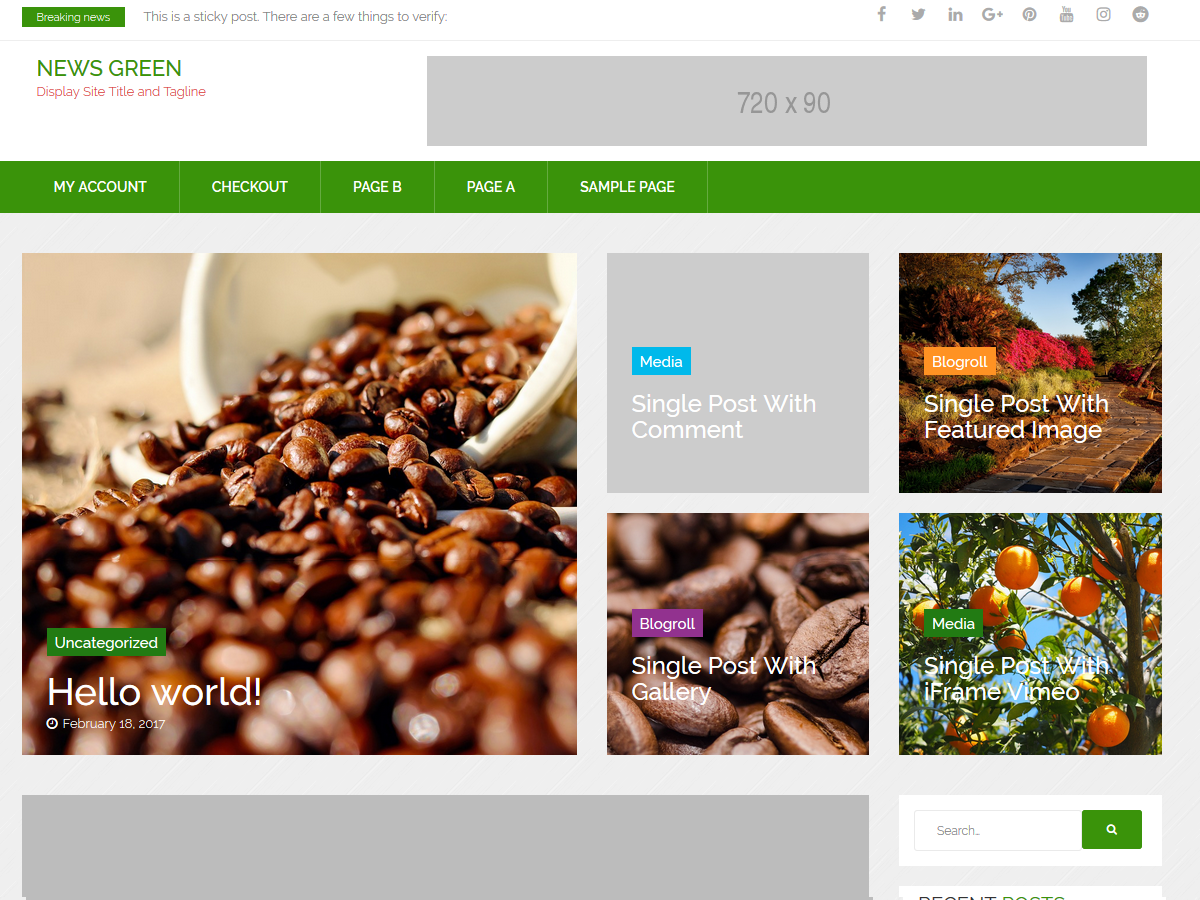 Breaking news
This is a sticky post. There are a few things to verify:
NEWS GREEN
Display Site Title and Tagline
720 x 90
MY ACCOUNT
CHECKOUT
PAGE B
PAGE A
SAMPLE PAGE
Uncategorized
Hello world!
February 18, 2017
Media
Single Post With
Comment
Blogroll
Single Post With
Featured Image
Blogroll
Single Post With
Gallery
Media
Single Post With
iFrame Vimeo
Search...
RECENT POSTS